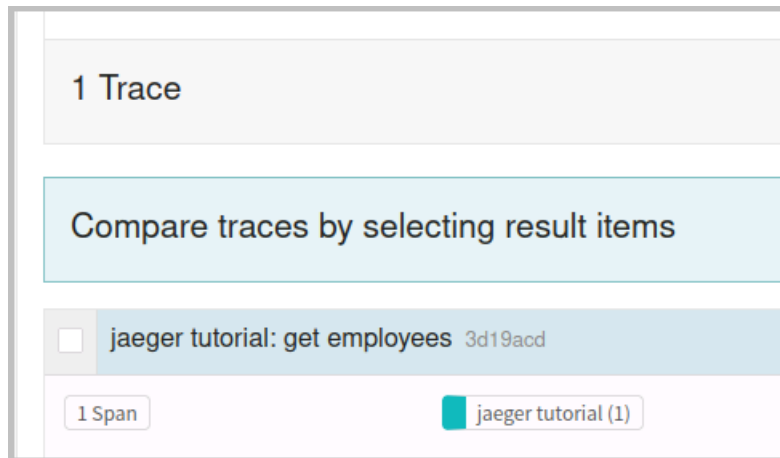 1 Trace
Compare traces by selecting result items
jaeger tutorial: get employees 3d19acd
1 Span jaeger tutorial (1)